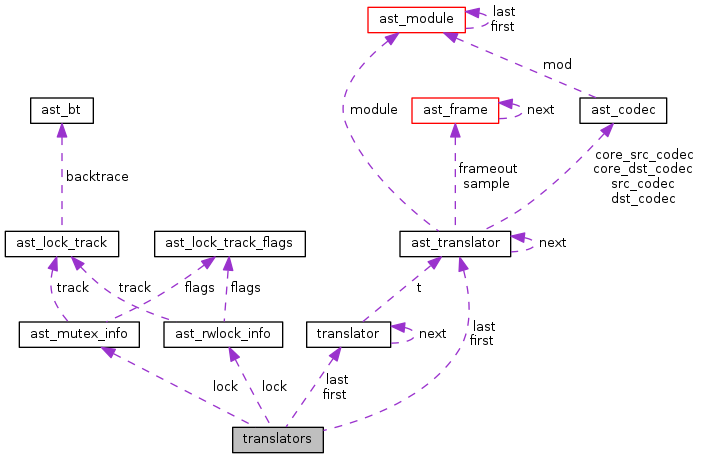 ast_module
last
first
mod
ast_bt
module
ast_frame
next
ast_codec
backtrace
frameout
sample
core_src_codec
core_dst_codec
src_codec
dst_codec
ast_lock_track
ast_lock_track_flags
ast_translator
next
track
track
flags
flags
t
ast_mutex_info
ast_rwlock_info
translator
next
last
first
lock
lock
last
first
translators